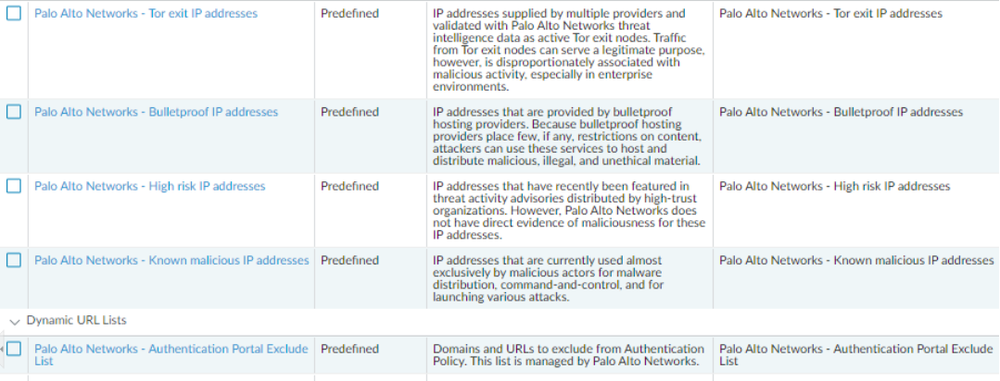 Palo Alto Networks - Tor exit IP addresses
Predefined
IP addresses supplied by multiple providers and
validated with Palo Alto Networks threat
intelligence data as active Tor exit nodes. Traffic
from Tor exit nodes can serve a legitimate purpose,
however, is disproportionately associated with
malicious activity, especially in enterprise
environments.
Palo Alto Networks - Tor exit IP addresses
Palo Alto Networks - Bulletproof IP addresses
Predefined
IP addresses that are provided by bulletproof
hosting providers. Because bulletproof hosting
providers place few, if any, restrictions on content,
attackers can use these services to host and
distribute malicious, illegal, and unethical material.
Palo Alto Networks - Bulletproof IP addresses
Palo Alto Networks - High risk IP addresses
Predefined
IP addresses that have recently been featured in
threat activity advisories distributed by high-trust
organizations. However, Palo Alto Networks does
not have direct evidence of maliciousness for these
IP addresses.
Palo Alto Networks - High risk IP addresses
Palo Alto Networks - Known malicious IP addresses
Predefined
IP addresses that are currently used almost
exclusively by malicious actors for malware
distribution, command-and-control, and for
launching various attacks.
Palo Alto Networks - Known malicious IP addresses
Dynamic URL Lists
Palo Alto Networks - Authentication Portal Exclude
List
Predefined
Domains and URLs to exclude from Authentication
Policy. This list is managed by Palo Alto Networks.
Palo Alto Networks - Authentication Portal Exclude
List